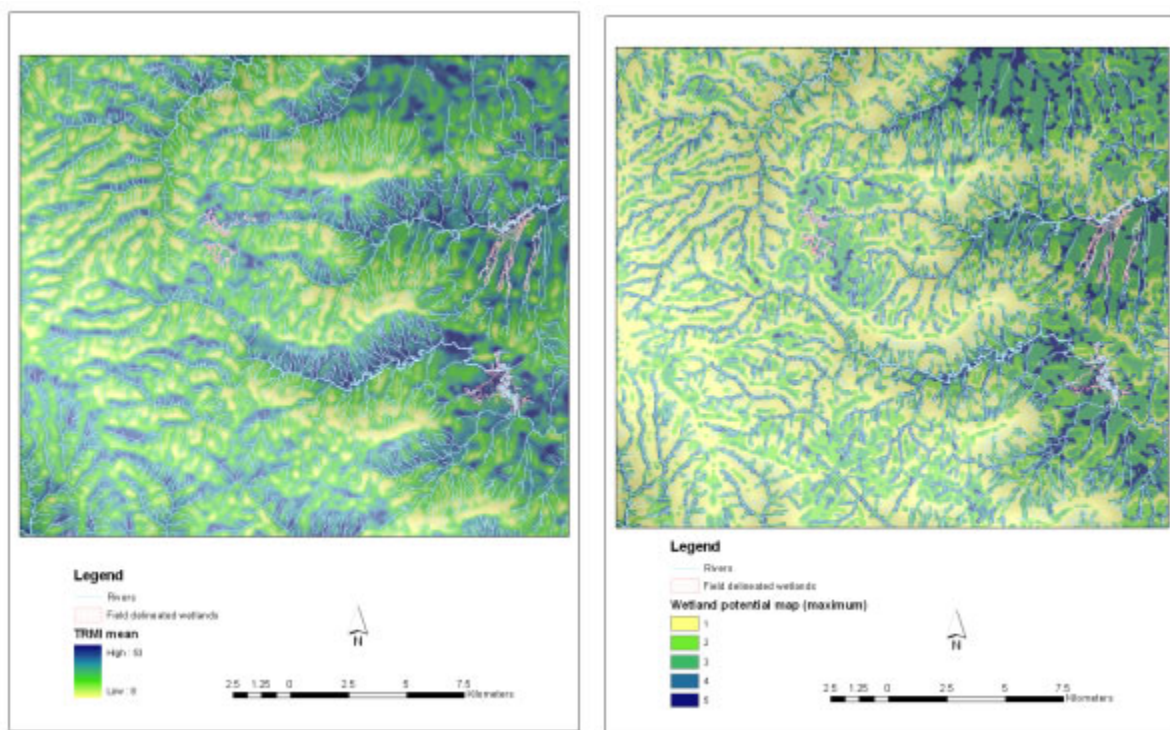 Legend
Rivers
Field delineated wetlands
TRMI mean
High : 53
Low : 8
N
2.5 1.25 0 2.5 5 7.5
Kilometers
Legend
Rivers
Field delineated wetlands
Wetland potential map (maximum)
1
2
3
4
5
N
2.5 1.25 0 2.5 5 7.5
Kilometers